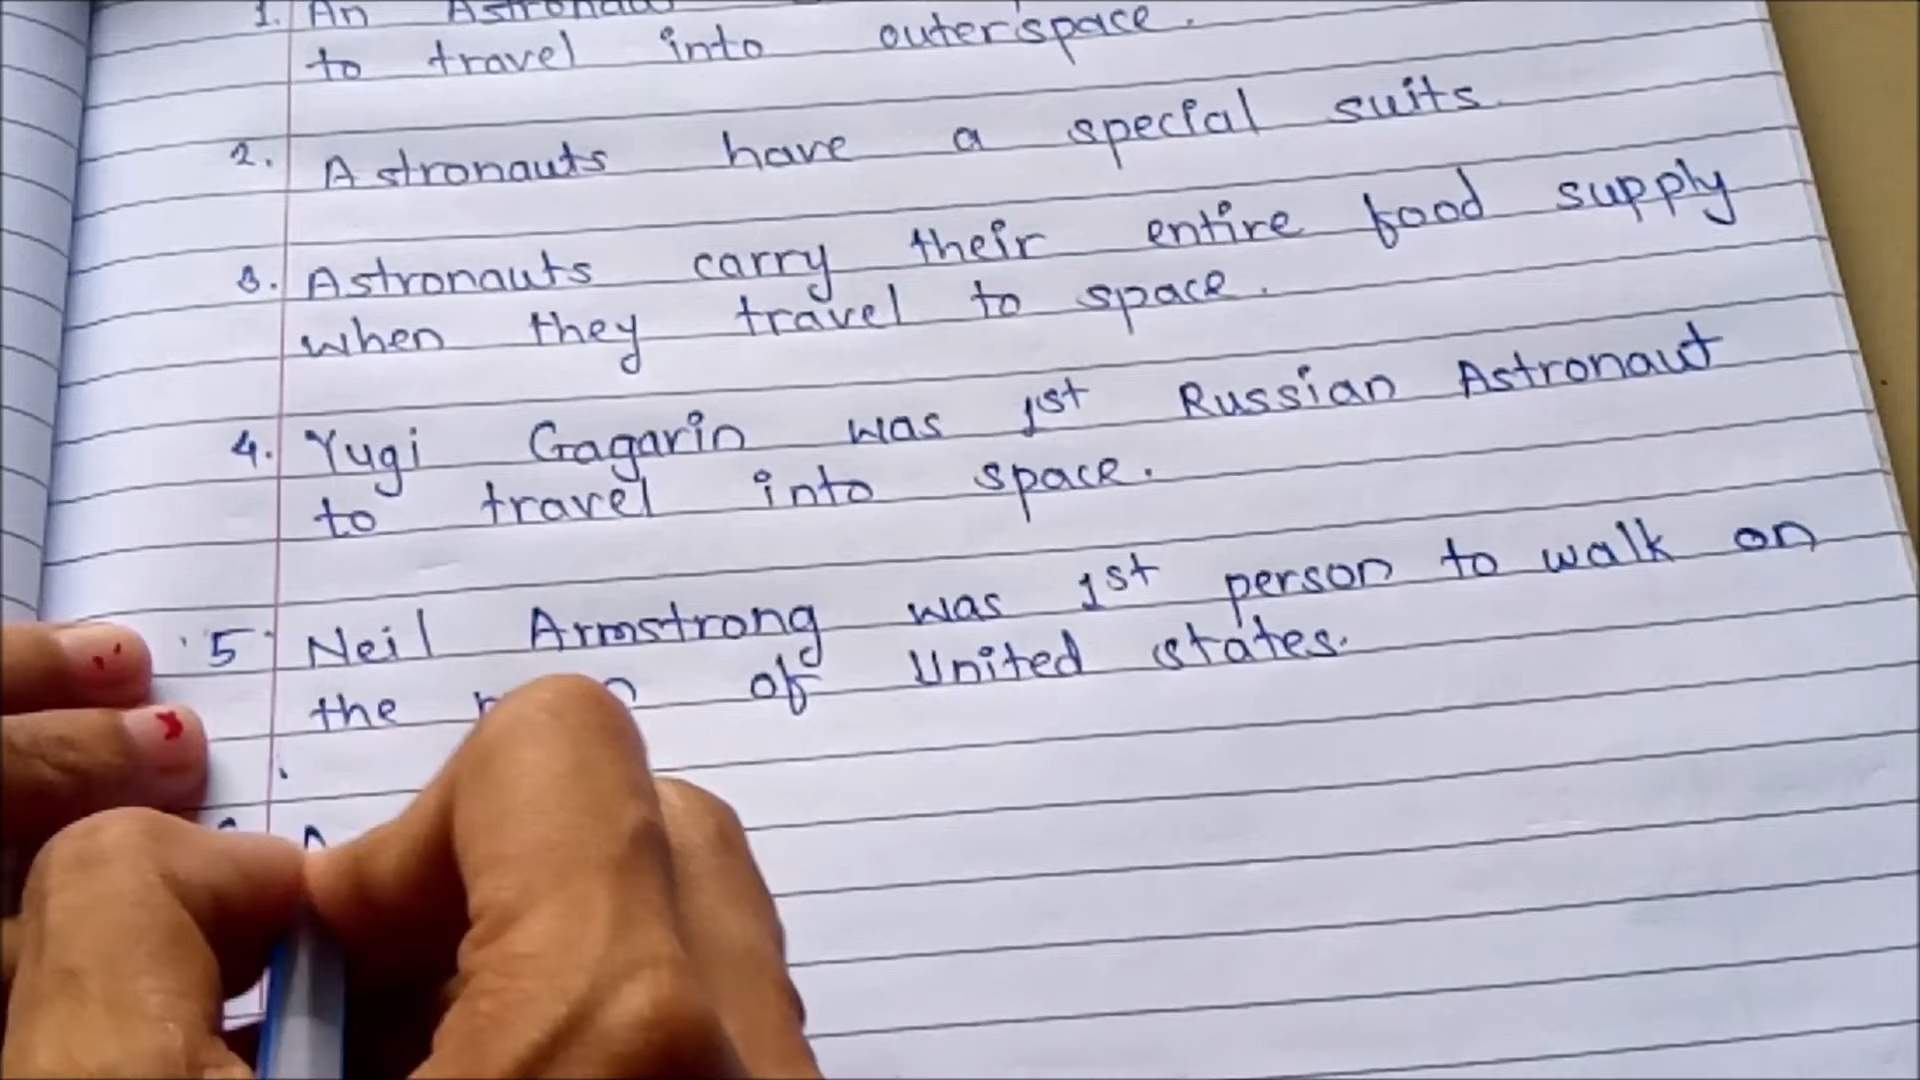 1. An Astronaut
to travel into outerspace.
2. Astronauts have a special suits.
3. Astronauts carry their entire food supply
when they travel to space.
4. Yugi Gagarin was 1st Russian Astronaut
to travel into space.
5 Neil Armstrong was 1st person to walk on
the of United states.